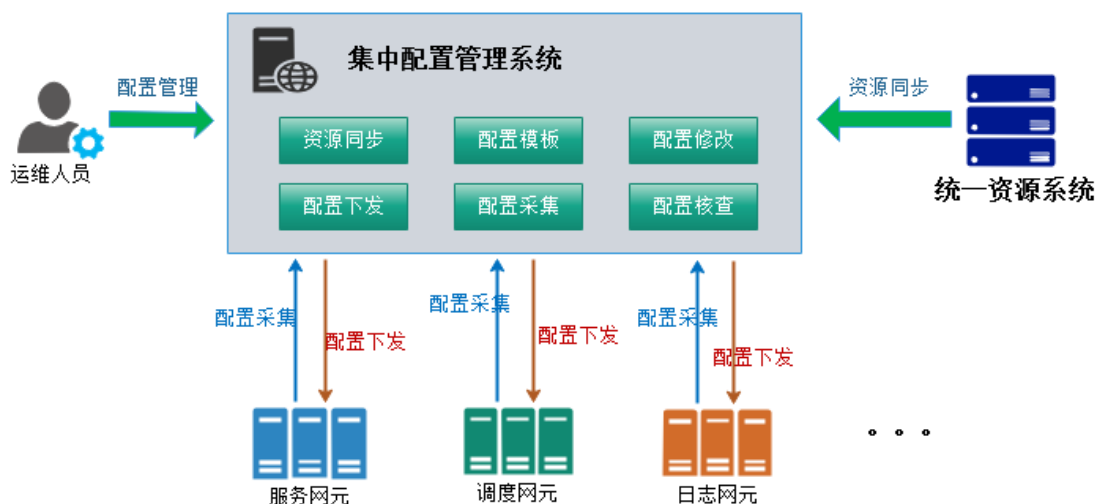 集中配置管理系统
配置管理
资源同步
运维人员
统一资源系统
资源同步
配置模板
配置修改
配置下发
配置采集
配置核查
配置采集
配置下发
配置采集
配置下发
配置采集
配置下发
服务网元
调度网元
日志网元
。。。